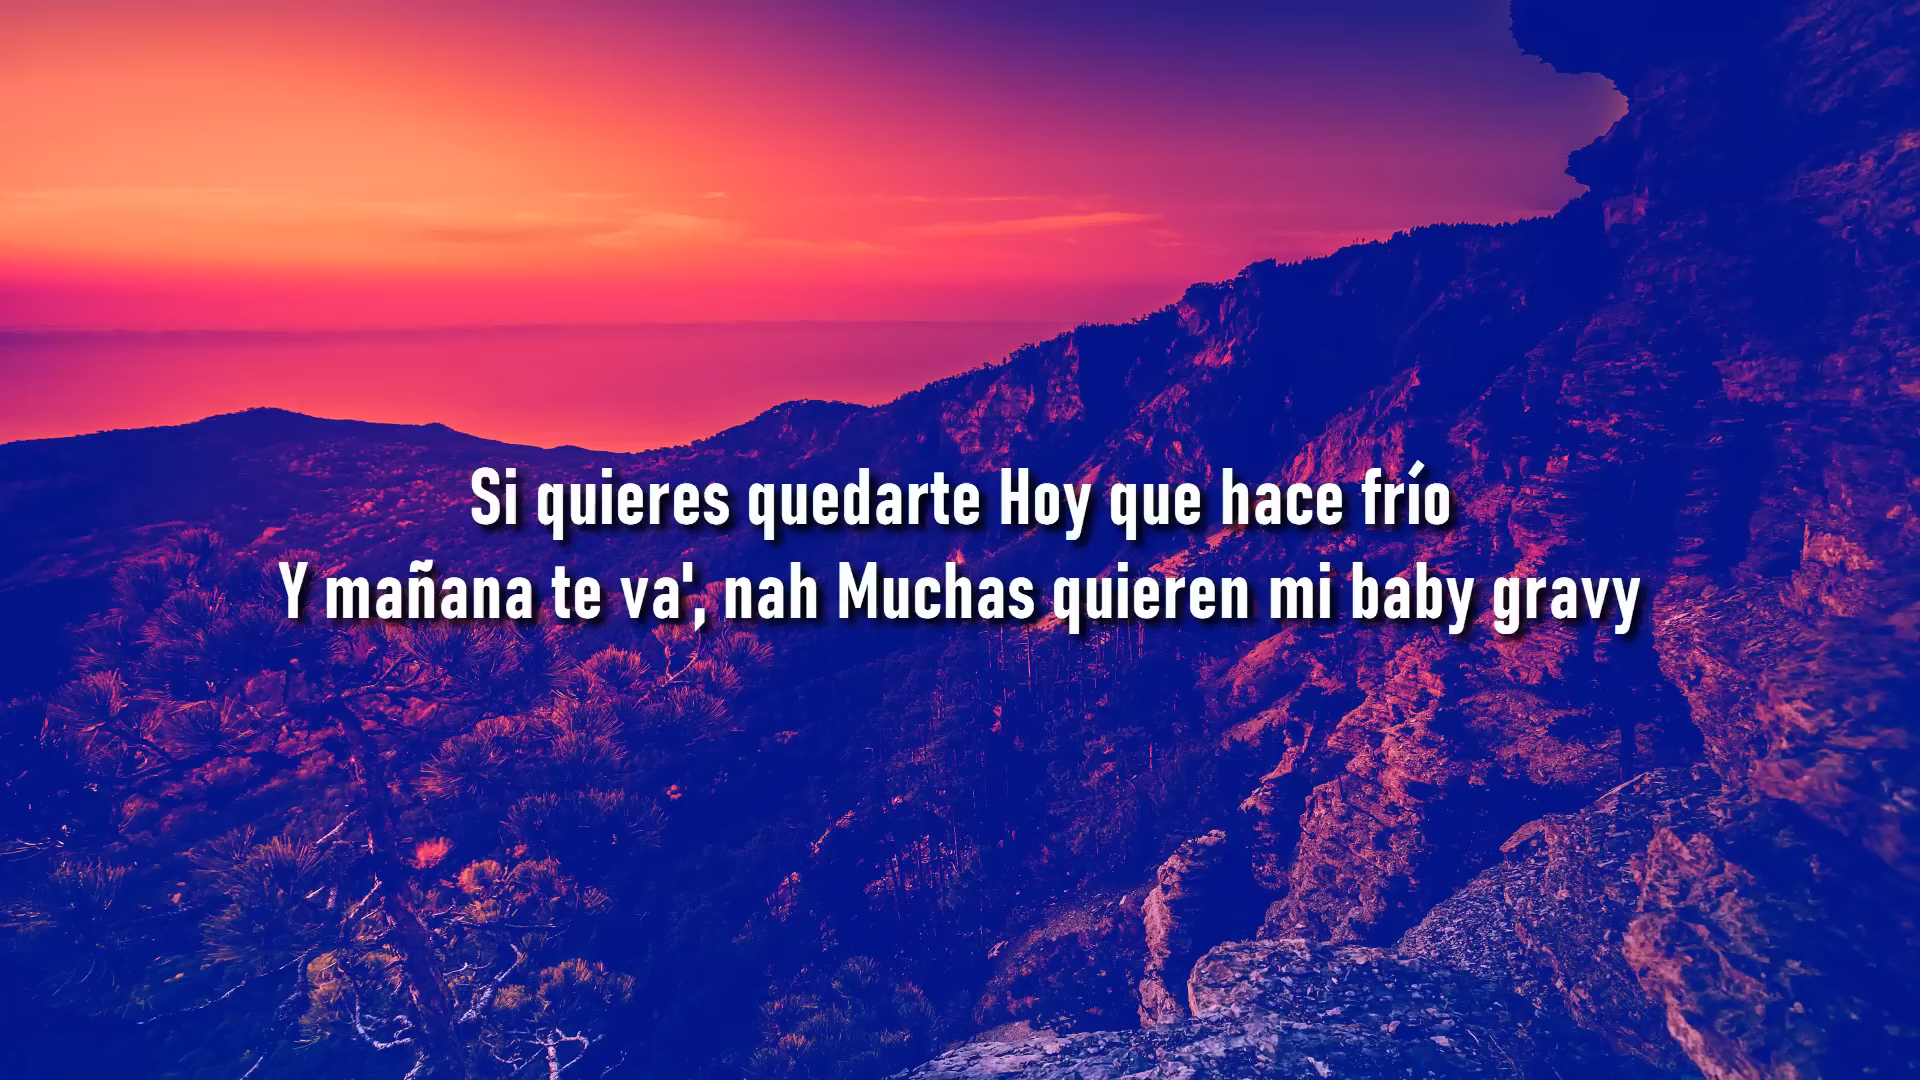 Si quieres quedarte Hoy que hace frío
Y mañana te va', nah Muchas quieren mi baby gravy